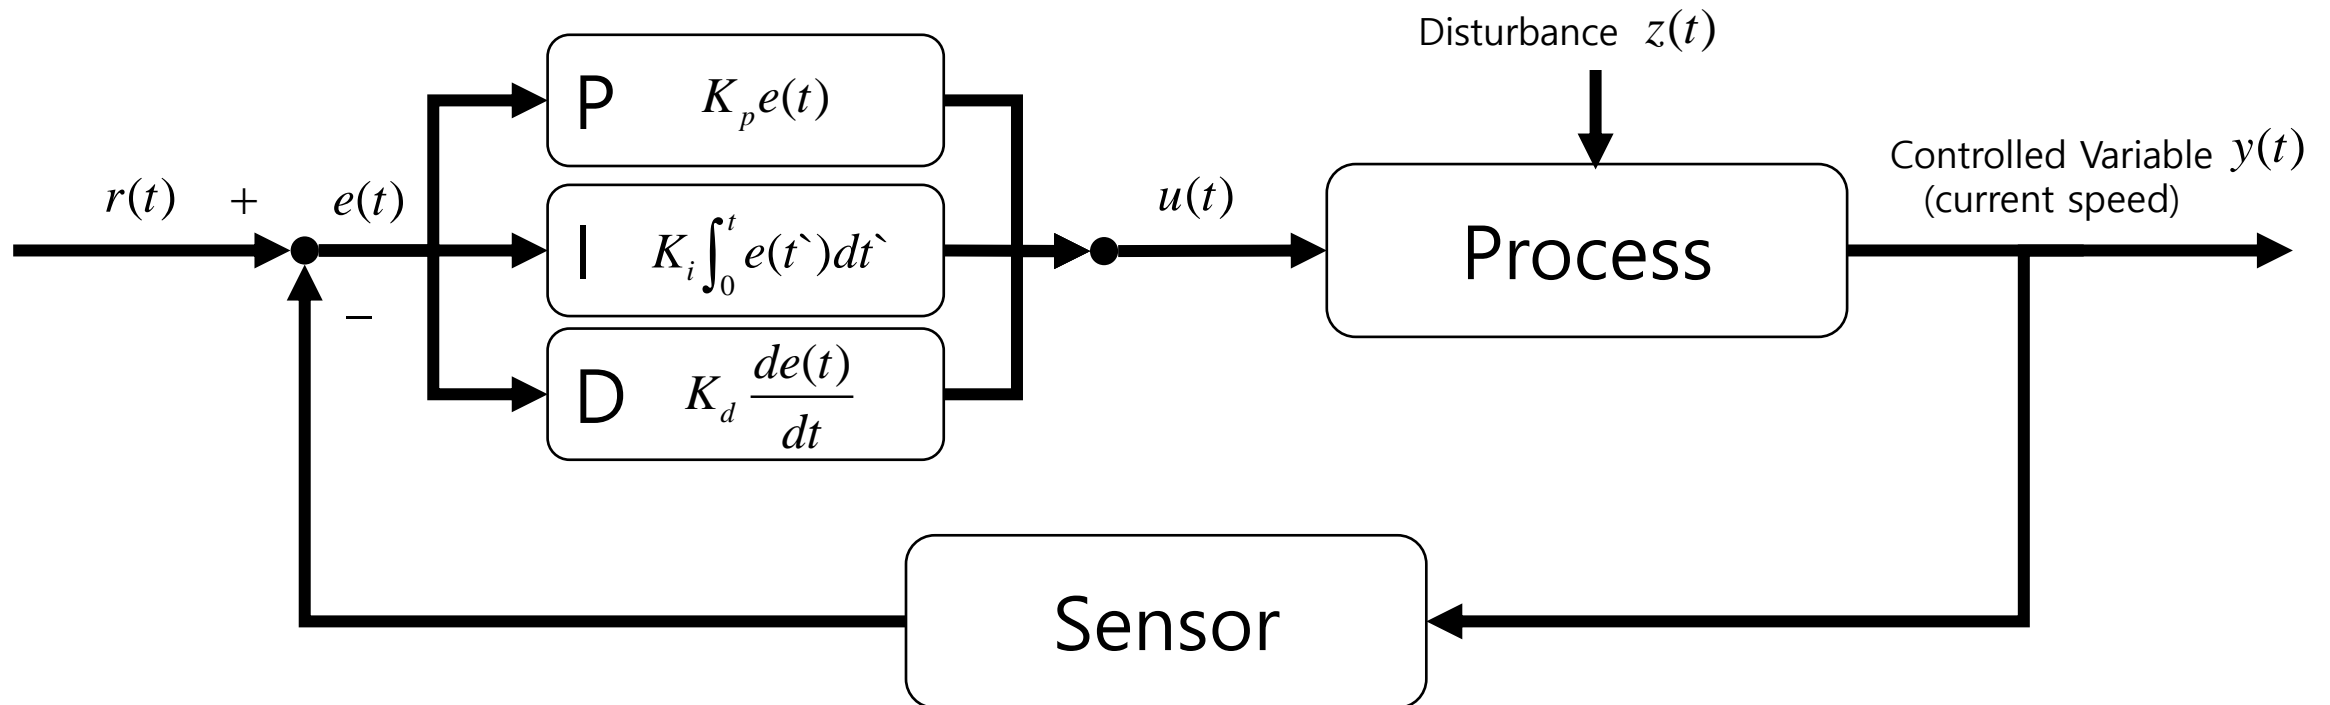 Disturbance z(t)
P K_p e(t)
Controlled Variable y(t)
(current speed)
r(t) + e(t)
u(t)
I K_i ∫_0^t e(t`)dt`
Process
−
D K_d de(t)/dt
Sensor